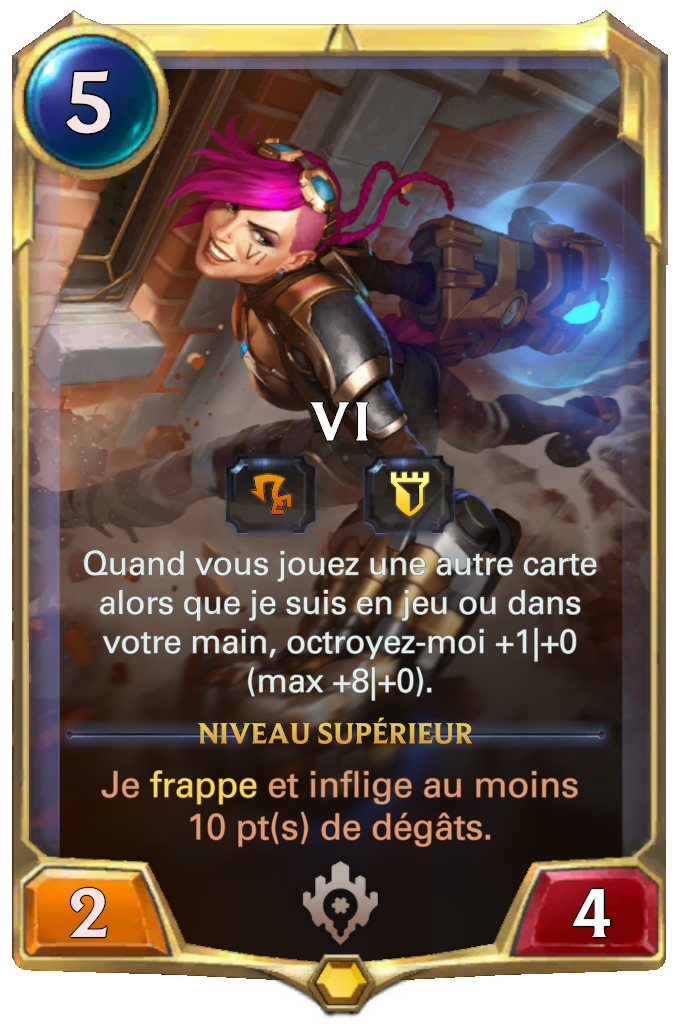 5
VI
VI
Quand vous jouez une autre carte
alors que je suis en jeu ou dans
votre main, octroyez-moi +1|+0
(max +8|+0).
NIVEAU SUPÉRIEUR
Je frappe et inflige au moins
10 pt(s) de dégâts.
2
4